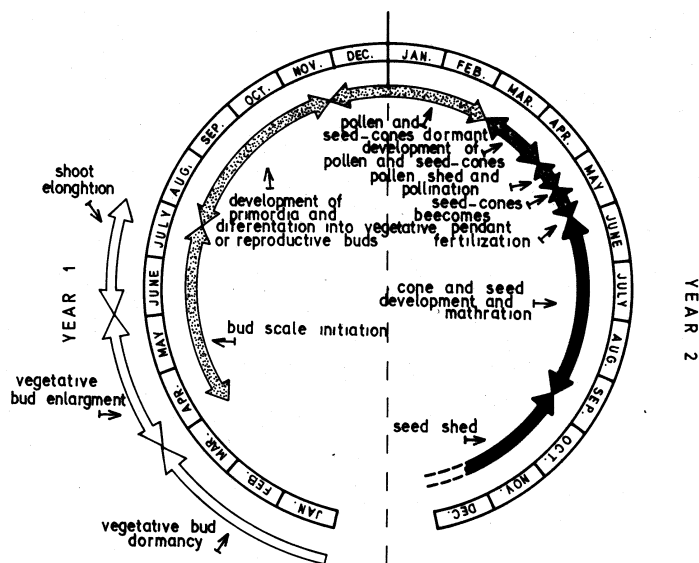 DEC.
JAN.
NOV.
FEB.
OCT.
MAR.
SEP.
APR.
AUG.
MAY
JULY
JUNE
JUNE
JULY
MAY
AUG.
APR.
SEP.
MAR.
OCT.
FEB.
NOV.
JAN.
DEC.
YEAR 1
YEAR 2
shoot
elonghtion
vegetative
bud enlargment
vegetative bud
dormancy
pollen and
seed-cones dormant
development of
pollen and seed-cones
pollen shed and
pollination
seed-cones
beecomes
pendant
fertilization
development of
primordia and
diferentation into vegetative
or reproductive buds
bud scale initiation
cone and seed
development and
mathration
seed shed